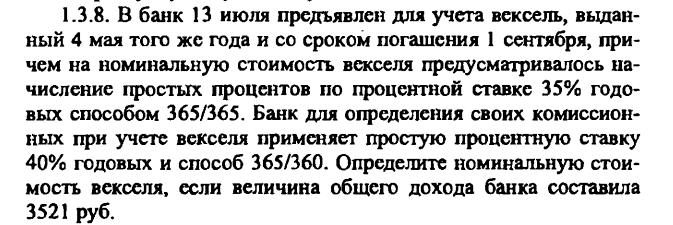 1.3.8. В банк 13 июля предъявлен для учета вексель, выдан-
ный 4 мая того же года и со сроком погашения 1 сентября, при-
чем на номинальную стоимость векселя предусматривалось на-
числение простых процентов по процентной ставке 35% годо-
вых способом 365/365. Банк для определения своих комиссион-
ных при учете векселя применяет простую процентную ставку
40% годовых и способ 365/360. Определите номинальную стои-
мость векселя, если величина общего дохода банка составила
3521 руб.